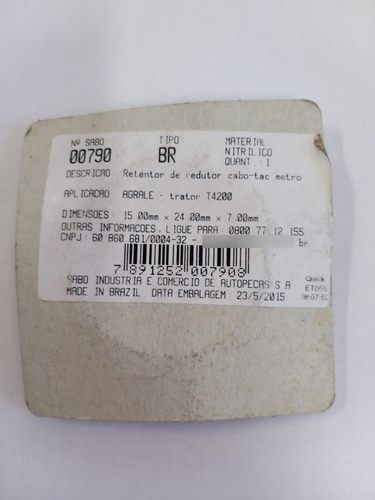 Nº SABO TIPO MATERIAL
00790 BR NITRILICO
QUANT. 1
DESCRICAO Retentor de redutor cabo-tac metro
APLICACAO AGRALE - trator T4200
DIMENSOES: 15.00mm x 24.00mm x 7.00mm
OUTRAS INFORMACOES, LIGUE PARA 0800 77 12 155
CNPJ: 60 860 681/0004-32 - br
7 891252 007908
SABO INDUSTRIA E COMERCIO DE AUTOPECAS S.A
MADE IN BRAZIL DATA EMBALAGEM: 23/5/2015
Quick